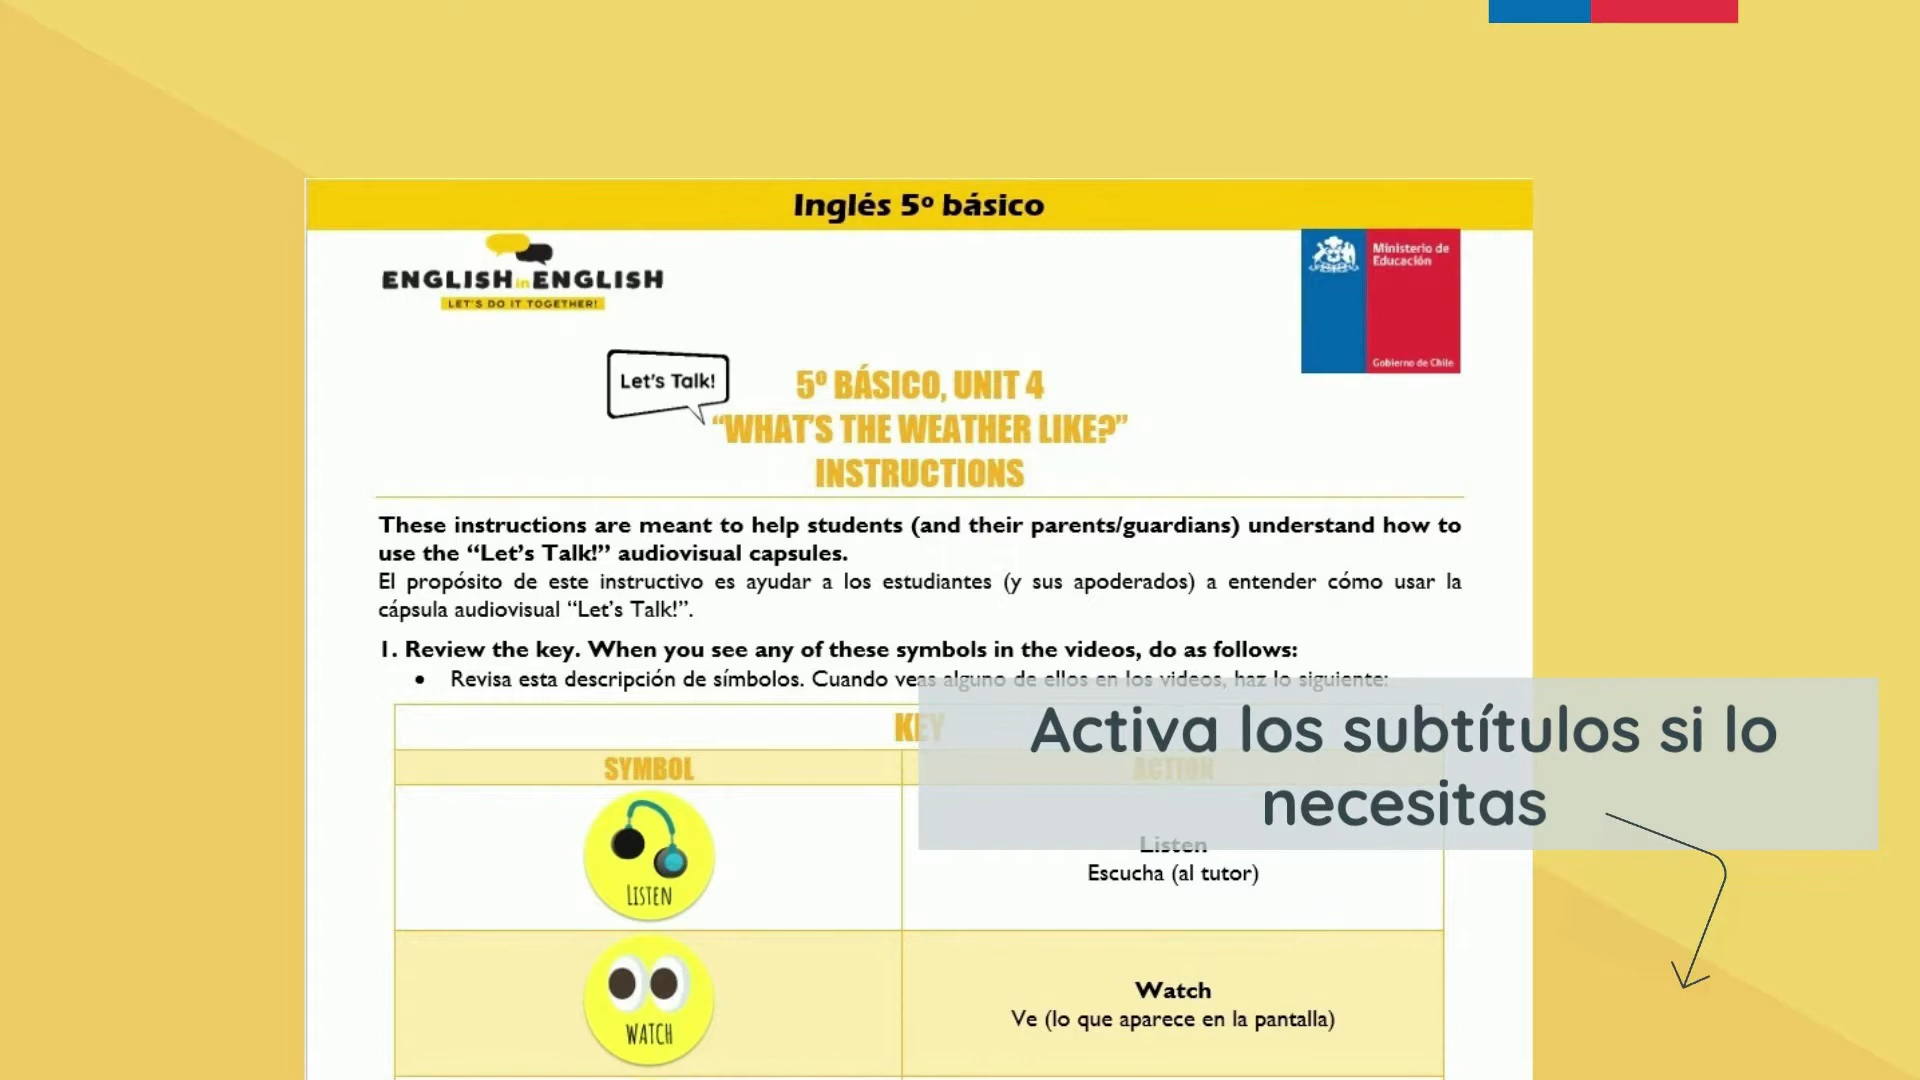 Inglés 5º básico
ENGLISH in ENGLISH
LET'S DO IT TOGETHER!
Ministerio de
Educación
Gobierno de Chile
Let's Talk!
5º BÁSICO, UNIT 4
“WHAT'S THE WEATHER LIKE?”
INSTRUCTIONS
These instructions are meant to help students (and their parents/guardians) understand how to
use the “Let's Talk!” audiovisual capsules.
El propósito de este instructivo es ayudar a los estudiantes (y sus apoderados) a entender cómo usar la
cápsula audiovisual “Let's Talk!”.
1. Review the key. When you see any of these symbols in the videos, do as follows:
• Revisa esta descripción de símbolos. Cuando veas alguno de ellos en los videos, haz lo siguiente:
KEY
SYMBOL ACTION
Activa los subtítulos si lo
necesitas
LISTEN
Listen
Escucha (al tutor)
WATCH
Watch
Ve (lo que aparece en la pantalla)